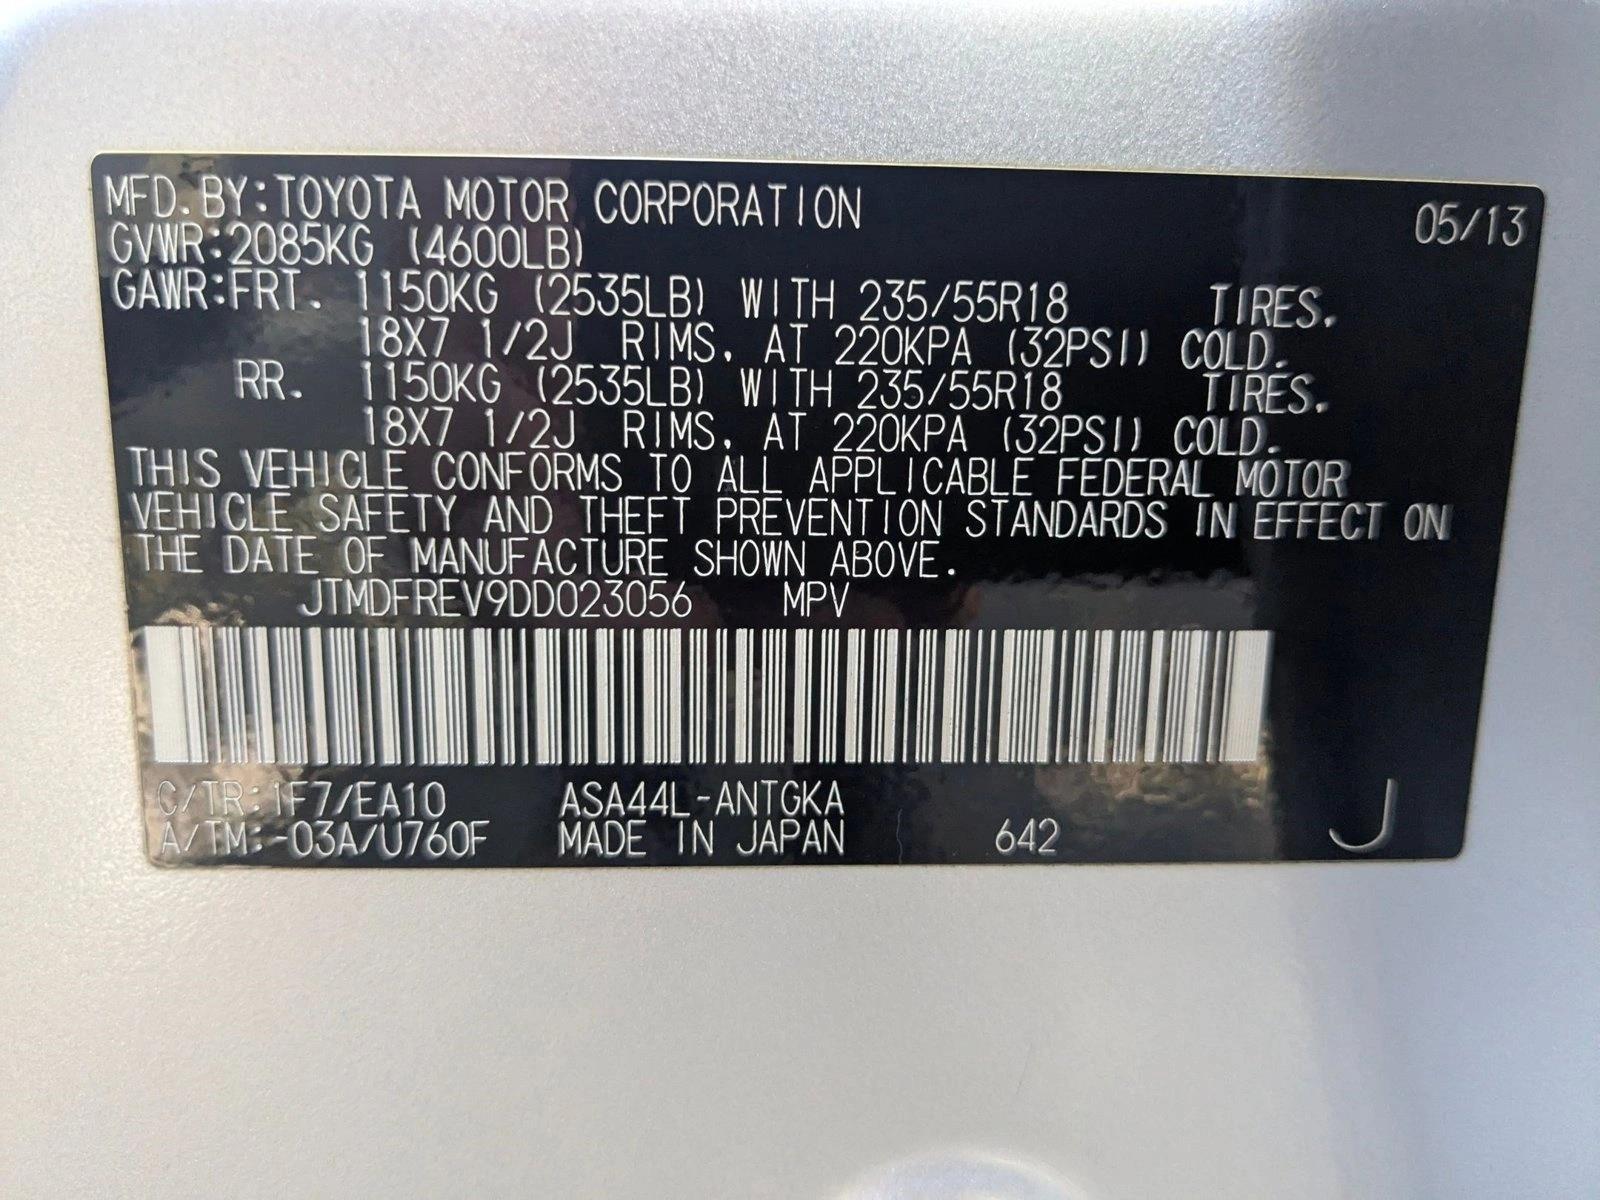 MFD. BY: TOYOTA MOTOR CORPORATION 05/13
GVWR: 2085KG (4600LB)
GAWR: FRT. 1150KG (2535LB) WITH 235/55R18 TIRES.
18X7 1/2J RIMS. AT 220KPA (32PSI) COLD.
RR. 1150KG (2535LB) WITH 235/55R18 TIRES.
18X7 1/2J RIMS. AT 220KPA (32PSI) COLD.
THIS VEHICLE CONFORMS TO ALL APPLICABLE FEDERAL MOTOR
VEHICLE SAFETY AND THEFT PREVENTION STANDARDS IN EFFECT ON
THE DATE OF MANUFACTURE SHOWN ABOVE.
JTMDFREV9DD023056 MPV
C/TR: 1F7/EA10 ASA44L-ANTGKA
A/TM: -03A/U760F MADE IN JAPAN 642 J